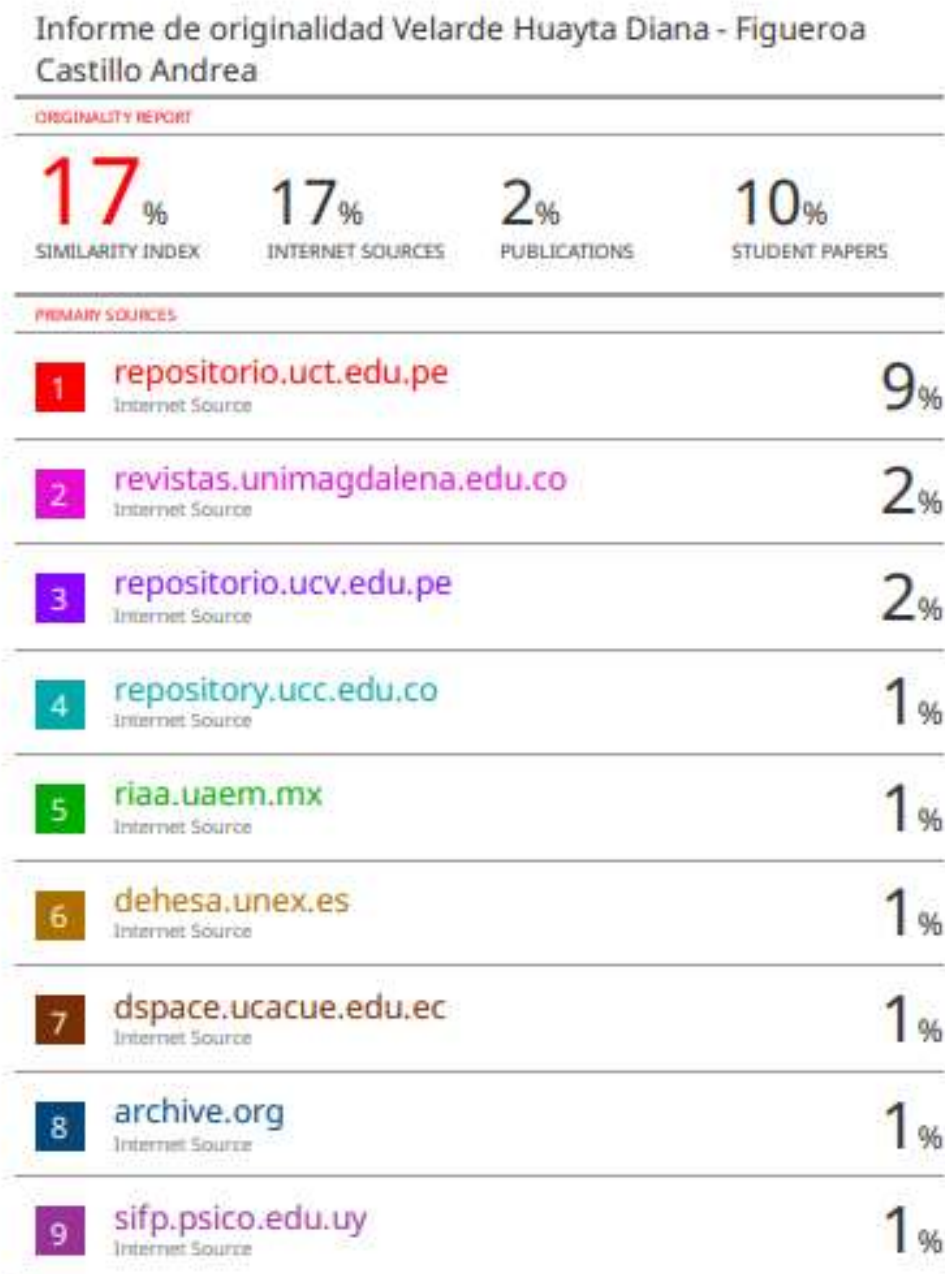 Informe de originalidad Velarde Huayta Diana - Figueroa
Castillo Andrea
ORIGINALITY REPORT
17%
SIMILARITY INDEX
17%
INTERNET SOURCES
2%
PUBLICATIONS
10%
STUDENT PAPERS
PRIMARY SOURCES
1 repositorio.uct.edu.pe 9%
Internet Source
2 revistas.unimagdalena.edu.co 2%
Internet Source
3 repositorio.ucv.edu.pe 2%
Internet Source
4 repository.ucc.edu.co 1%
Internet Source
5 riaa.uaem.mx 1%
Internet Source
6 dehesa.unex.es 1%
Internet Source
7 dspace.ucacue.edu.ec 1%
Internet Source
8 archive.org 1%
Internet Source
9 sifp.psico.edu.uy 1%
Internet Source